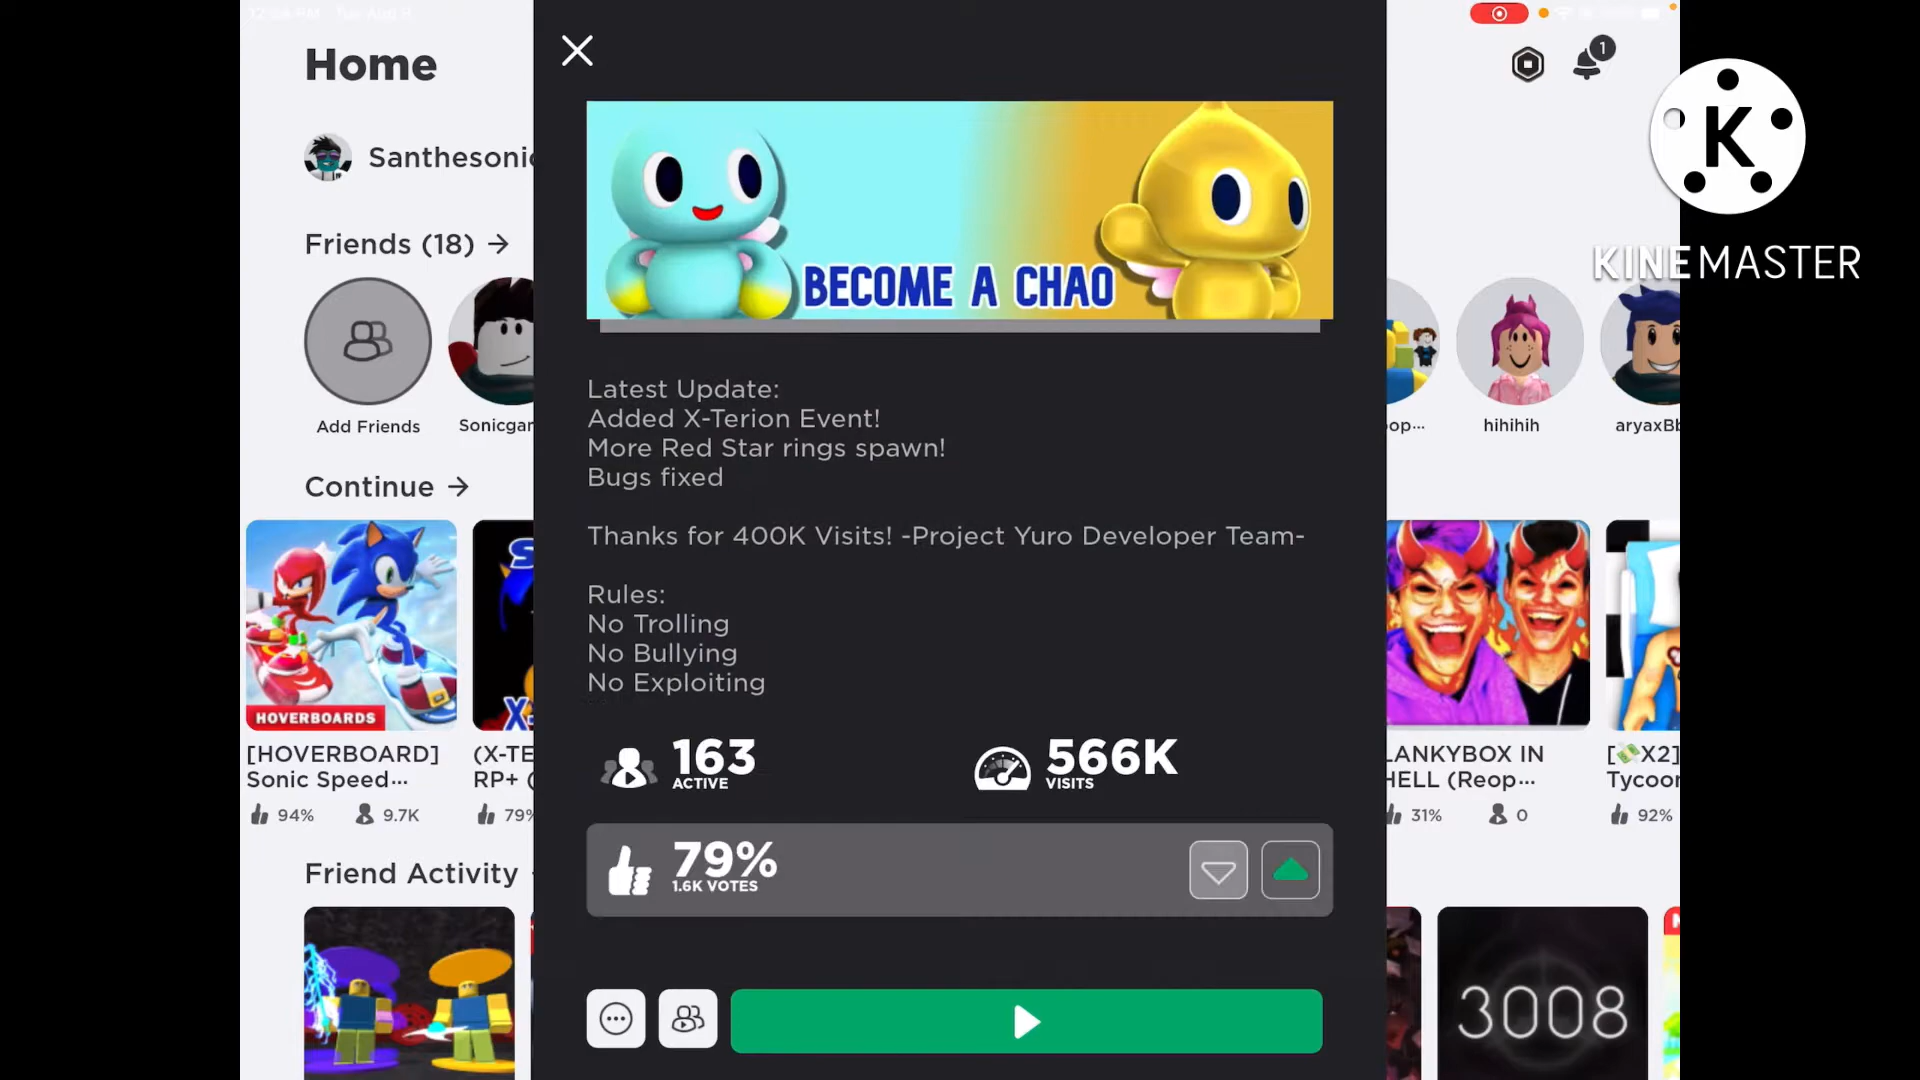 Home
1
K
KINEMASTER
Santhesonic
Friends (18) →
BECOME A CHAO
Add Friends
Sonicgar
hihihih
aryaxBb
Continue →
Latest Update:
Added X-Terion Event!
More Red Star rings spawn!
Bugs fixed
Thanks for 400K Visits! -Project Yuro Developer Team-
Rules:
No Trolling
No Bullying
No Exploiting
HOVERBOARDS
[HOVERBOARD]
Sonic Speed...
94%
9.7K
(X-TE
RP+ (
79%
LANKYBOX IN
HELL (Reop...
31%
0
[💸X2]
Tycoon
92%
163
ACTIVE
566K
VISITS
79%
1.6K VOTES
Friend Activity
3008